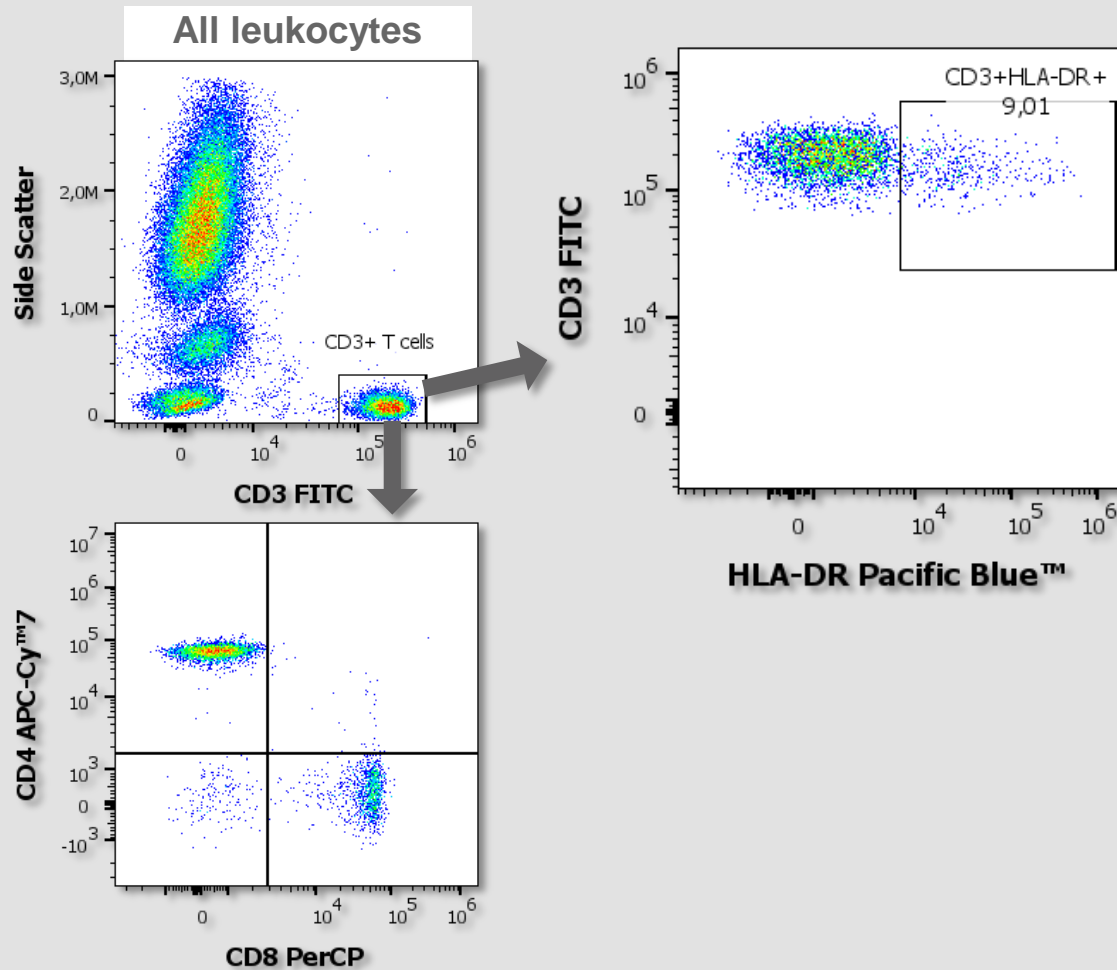 All leukocytes
3,0M
2,0M
1,0M
0
Side Scatter
CD3+ T cells
0
10^4
10^5
10^6
CD3 FITC
10^6
10^5
10^4
0
CD3 FITC
CD3+HLA-DR+
9,01
0
10^4
10^5
10^6
HLA-DR Pacific Blue™
10^7
10^6
10^5
10^4
10^3
0
-10^3
CD4 APC-Cy™7
0
10^4
10^5
10^6
CD8 PerCP